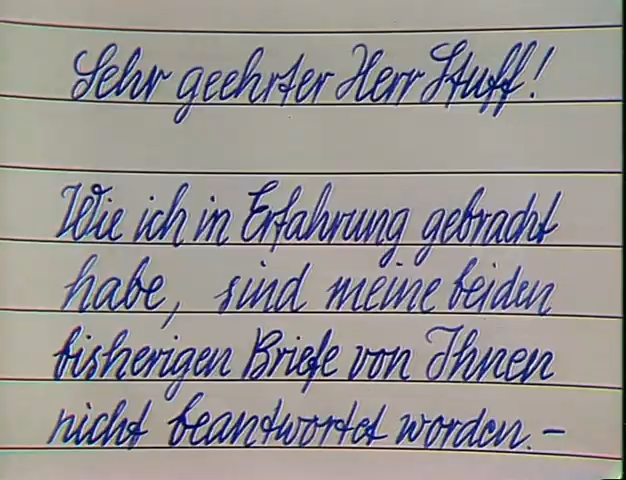 Sehr geehrter Herr Stuff!
Wie ich in Erfahrung gebracht
habe, sind meine beiden
bisherigen Briefe von Ihnen
nicht beantwortet worden.–